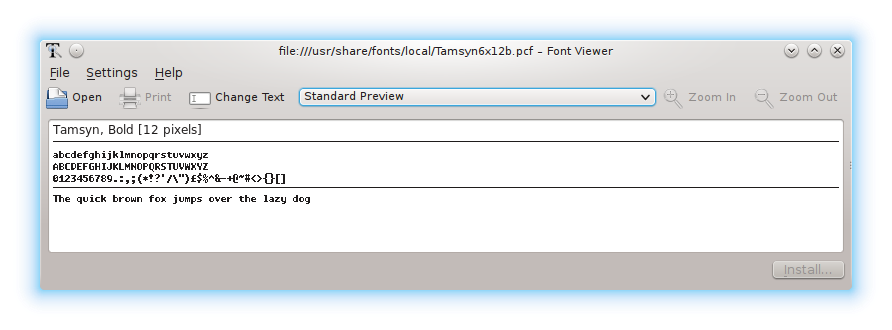 file:///usr/share/fonts/local/Tamsyn6x12b.pcf – Font Viewer
File Settings Help
Open Print Change Text Standard Preview Zoom In Zoom Out
Tamsyn, Bold [12 pixels]
abcdefghijklmnopqrstuvwxyz
ABCDEFGHIJKLMNOPQRSTUVWXYZ
0123456789.:,;(*!?'/\")£$%^&-+@~#<>{}[]
The quick brown fox jumps over the lazy dog
Install...